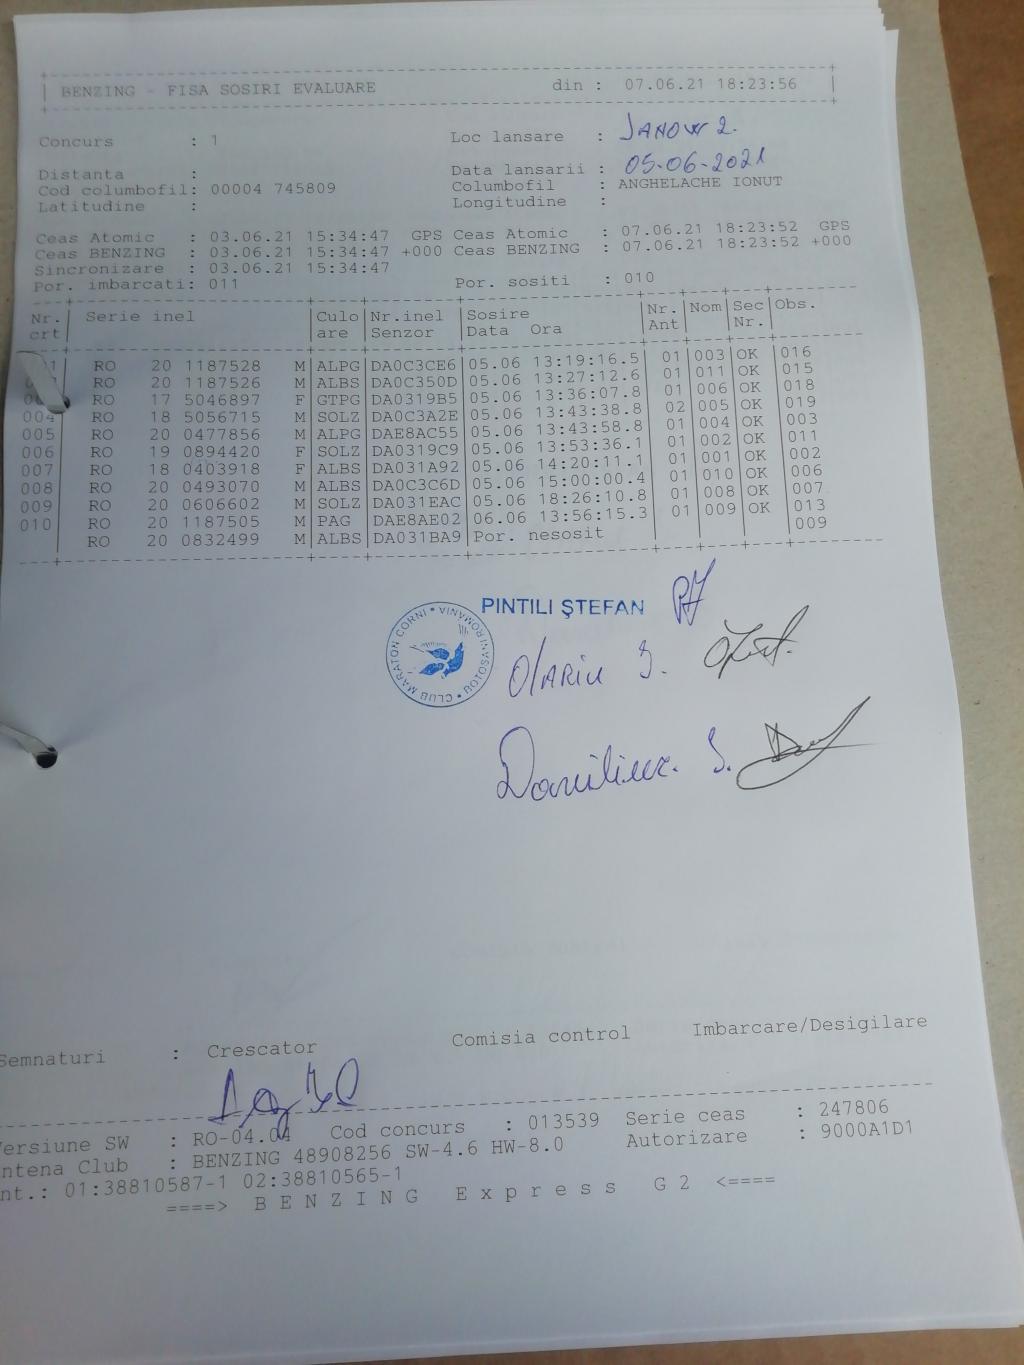 BENZING - FISA SOSIRI EVALUARE din : 07.06.21 18:23:56
Concurs : 1 Loc lansare : JANOW 2.
Distanta : Data lansarii : 05-06-2021
Cod columbofil: 00004 745809 Columbofil : ANGHELACHE IONUT
Latitudine : Longitudine :
Ceas Atomic : 03.06.21 15:34:47 GPS Ceas Atomic : 07.06.21 18:23:52 GPS
Ceas BENZING : 03.06.21 15:34:47 +000 Ceas BENZING : 07.06.21 18:23:52 +000
Sincronizare : 03.06.21 15:34:47
Por. imbarcati: 011 Por. sositi : 010
Nr. Serie inel Culo Nr.inel Sosire Nr. Nom Sec Obs.
crt are Senzor Data Ora Ant Nr.
RO 20 1187528 M ALPG DA0C3CE6 05.06 13:19:16.5 01 003 OK 016
RO 20 1187526 M ALBS DA0C350D 05.06 13:27:12.6 01 011 OK 015
RO 17 5046897 F GTPG DA0319B5 05.06 13:36:07.8 01 006 OK 018
004 RO 18 5056715 M SOLZ DA0C3A2E 05.06 13:43:38.8 02 005 OK 019
005 RO 20 0477856 M ALPG DAE8AC55 05.06 13:43:58.8 01 004 OK 003
006 RO 19 0894420 F SOLZ DA0319C9 05.06 13:53:36.1 01 002 OK 011
007 RO 18 0403918 F ALBS DA031A92 05.06 14:20:11.1 01 001 OK 002
008 RO 20 0493070 M ALBS DA0C3C6D 05.06 15:00:00.4 01 010 OK 006
009 RO 20 0606602 M SOLZ DA031EAC 05.06 18:26:10.8 01 008 OK 007
010 RO 20 1187505 M PAG DAE8AE02 06.06 13:56:15.3 01 009 OK 013
RO 20 0832499 M ALBS DA031BA9 Por. nesosit 009
PINTILI ŞTEFAN
CLUB MARATON CORNI • BOTOSANI ROMANIA •
Olariu S.
S.
Semnaturi : Crescator Comisia control Imbarcare/Desigilare
Versiune SW : RO-04.04 Cod concurs : 013539 Serie ceas : 247806
Antena Club : BENZING 48908256 SW-4.6 HW-8.0 Autorizare : 9000A1D1
Ant.: 01:38810587-1 02:38810565-1
====> B E N Z I N G E x p r e s s G 2 <====